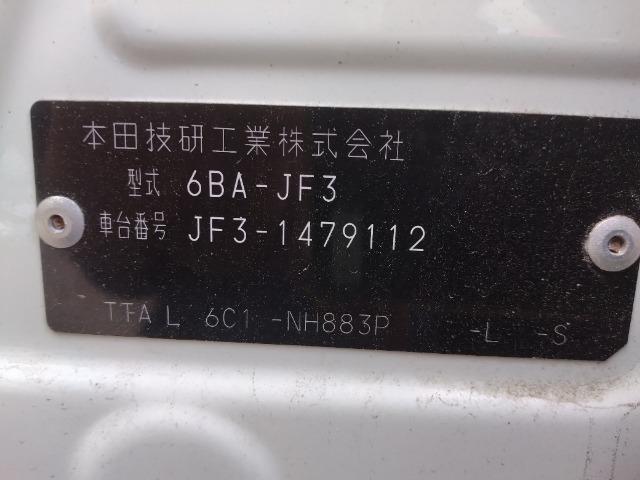 本田技研工業株式会社
型式 6BA-JF3
車台番号 JF3-1479112
TTA L 6C1 -NH883P -L -S